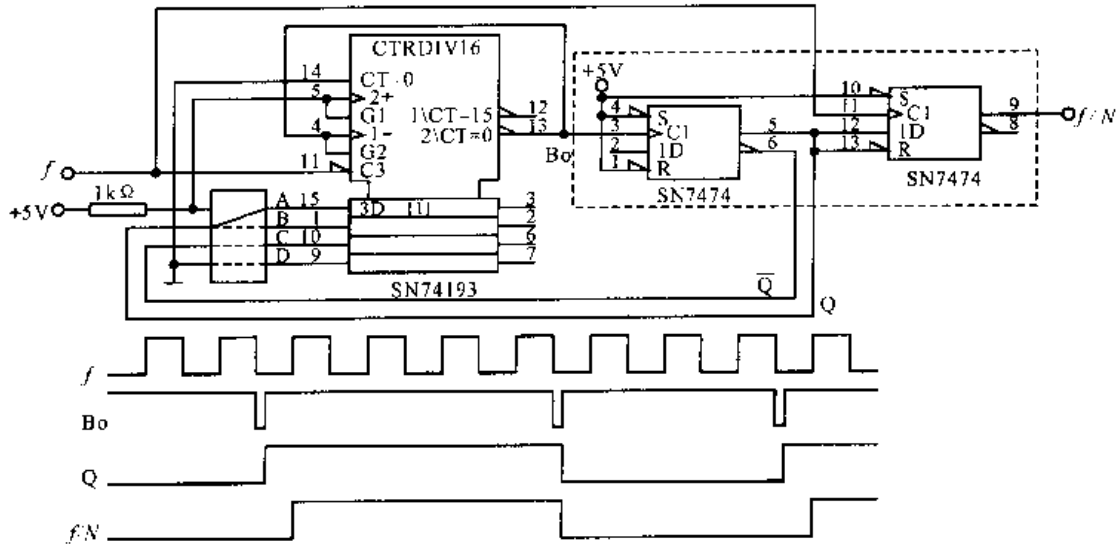 CTRDIV16
14
CT=0
5
2+
G1
4
1-
G2
11
C3
1\CT-15
12
2\CT=0
13
Bo
f
1kΩ
+5V
A 15
B 1
C 10
D 9
3D
3
2
6
7
SN74193
+5V
4
S
3
C1
2
1D
1
R
5
6
SN7474
10
S
11
C1
12
1D
13
R
9
8
SN7474
f/N
Q̅
Q
f
Bo
Q
f/N